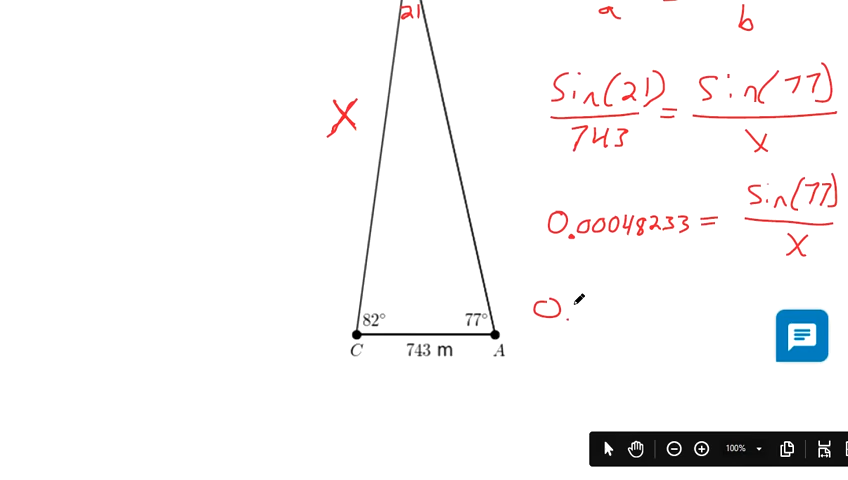 21
a = b
X
Sin(21)/743 = Sin(77)/X
0.00048233 = Sin(77)/X
0.
82° 77°
C 743 m A
100%